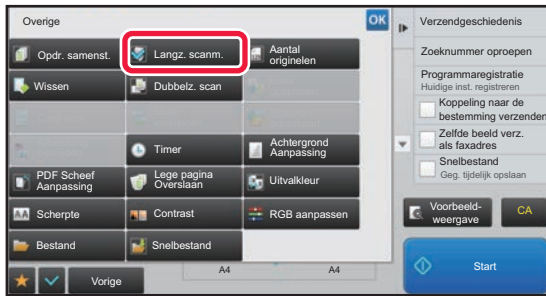 Overige
OK
Opdr. samenst.
Langz. scanm.
Aantal
originelen
Wissen
Dubbelz. scan
Timer
Achtergrond
Aanpassing
PDF Scheef
Aanpassing
Lege pagina
Overslaan
Uitvalkleur
Scherpte
Contrast
RGB aanpassen
Bestand
Snelbestand
Vorige
A4
A4
Verzendgeschiedenis
Zoeknummer oproepen
Programmaregistratie
Huidige inst. registreren
Koppeling naar de
bestemming verzenden
Zelfde beeld verz.
als faxadres
Snelbestand
Geg. tijdelijk opslaan
Voorbeeld-
weergave
CA
Start